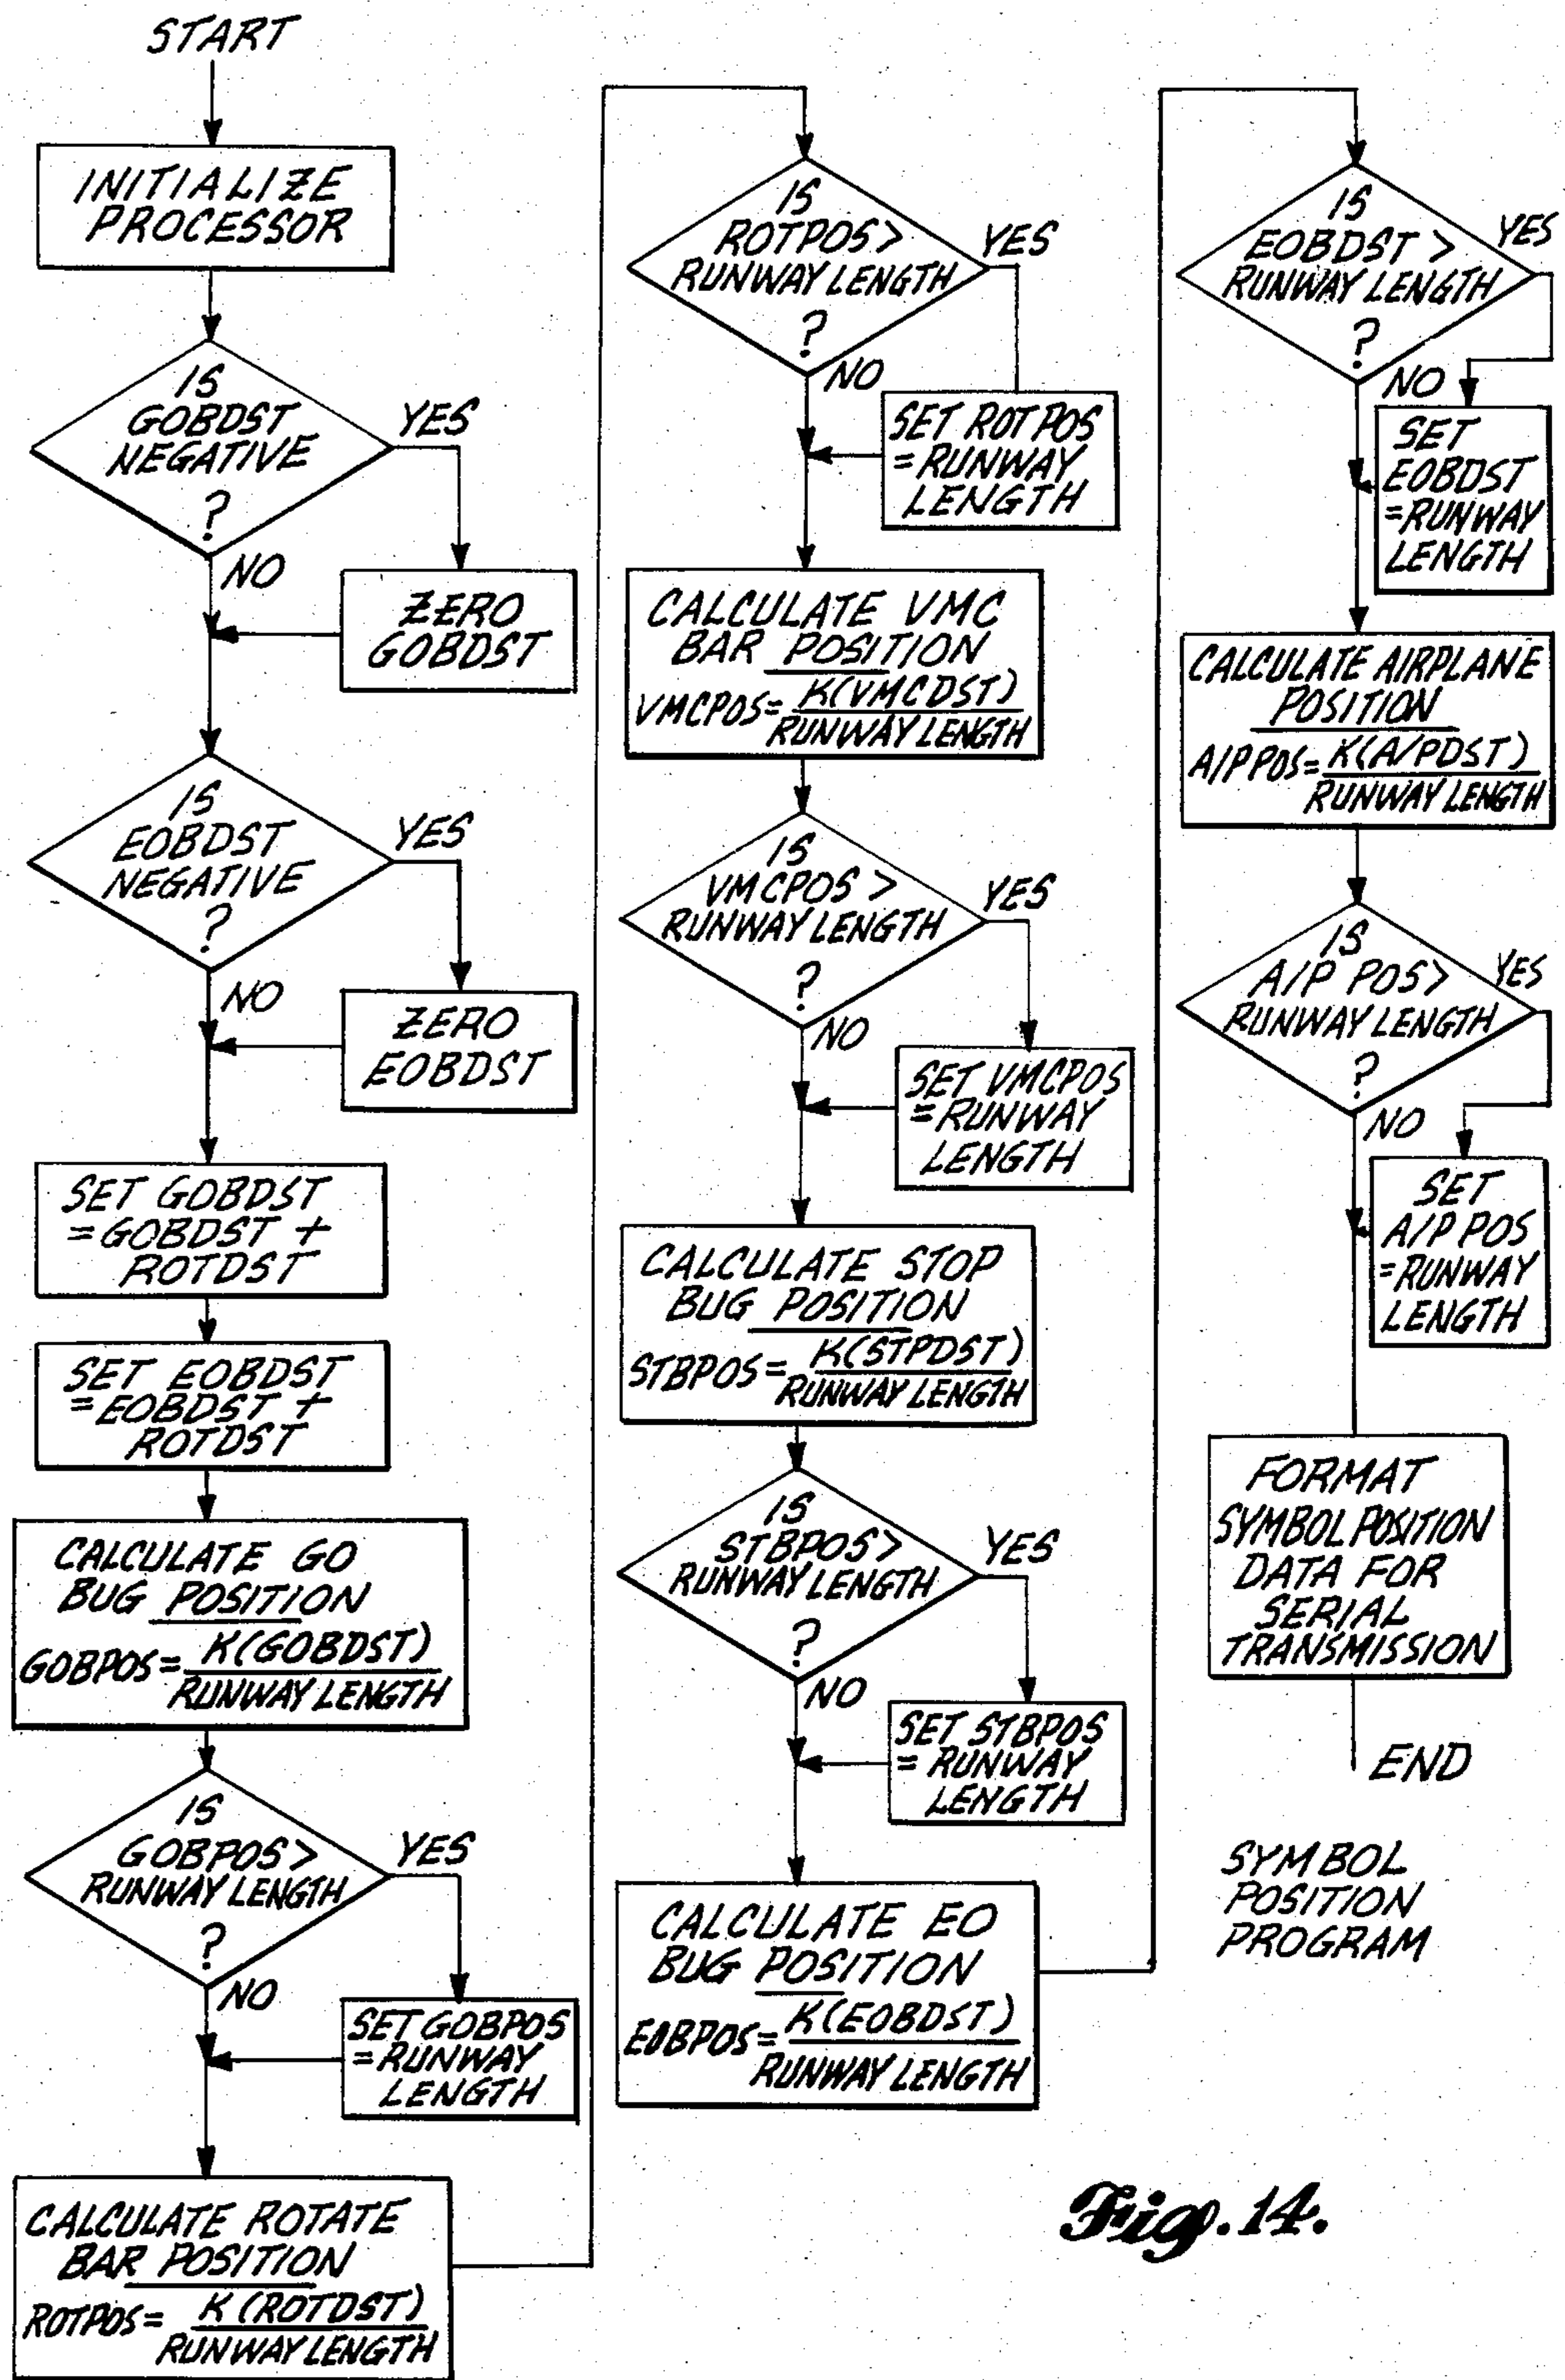 START
INITIALIZE
PROCESSOR
IS
GOBDST
NEGATIVE
?
YES
NO
ZERO
GOBDST
IS
EOBDST
NEGATIVE
?
YES
NO
ZERO
EOBDST
SET GOBDST
=GOBDST +
ROTDST
SET EOBDST
=EOBDST +
ROTDST
CALCULATE GO
BUG POSITION
GOBPOS= K(GOBDST)
RUNWAY LENGTH
IS
GOBPOS>
RUNWAY LENGTH
?
YES
NO
SET GOBPOS
=RUNWAY
LENGTH
CALCULATE ROTATE
BAR POSITION
ROTPOS= K(ROTDST)
RUNWAY LENGTH
IS
ROTPOS>
RUNWAY LENGTH
?
YES
NO
SET ROTPOS
=RUNWAY
LENGTH
CALCULATE VMC
BAR POSITION
VMCPOS= K(VMCDST)
RUNWAY LENGTH
IS
VMCPOS >
RUNWAY LENGTH
?
YES
NO
SET VMCPOS
=RUNWAY
LENGTH
CALCULATE STOP
BUG POSITION
STBPOS= K(STPDST)
RUNWAY LENGTH
IS
STBPOS>
RUNWAY LENGTH
?
YES
NO
SET STBPOS
= RUNWAY
LENGTH
CALCULATE EO
BUG POSITION
EOBPOS= K(EOBDST)
RUNWAY LENGTH
IS
EOBDST >
RUNWAY LENGTH
?
YES
NO
SET
EOBDST
=RUNWAY
LENGTH
CALCULATE AIRPLANE
POSITION
A/P POS= K(A/PDST)
RUNWAY LENGTH
IS
A/P POS>
RUNWAY LENGTH
?
YES
NO
SET
A/P POS
=RUNWAY
LENGTH
FORMAT
SYMBOL POSITION
DATA FOR
SERIAL
TRANSMISSION
END
SYMBOL
POSITION
PROGRAM
Fig. 14.